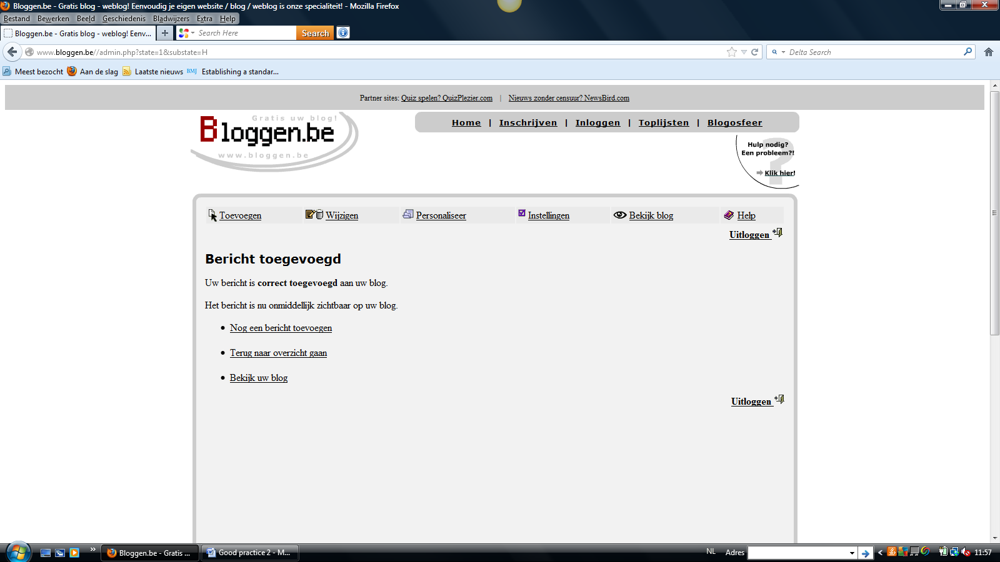 Bloggen.be - Gratis blog - weblog! Eenvoudig je eigen website / blog / weblog is onze specialiteit! - Mozilla Firefox
Bestand Bewerken Beeld Geschiedenis Bladwijzers Extra Help
Bloggen.be - Gratis blog - weblog! Eenv... + Search Here Search
www.bloggen.be//admin.php?state=1&substate=H Delta Search
Meest bezocht Aan de slag Laatste nieuws BMJ Establishing a standar...
Partner sites: Quiz spelen? QuizPlezier.com | Nieuws zonder censuur? NewsBird.com
Gratis uw blog!
Bloggen.be
www.bloggen.be
Home | Inschrijven | Inloggen | Toplijsten | Blogosfeer
Hulp nodig?
Een probleem?!
Klik hier!
Toevoegen Wijzigen Personaliseer Instellingen Bekijk blog Help
Uitloggen
Bericht toegevoegd
Uw bericht is correct toegevoegd aan uw blog.
Het bericht is nu onmiddellijk zichtbaar op uw blog.
• Nog een bericht toevoegen
• Terug naar overzicht gaan
• Bekijk uw blog
Uitloggen
Bloggen.be - Gratis ... Good practice 2 - M... NL Adres 11:57